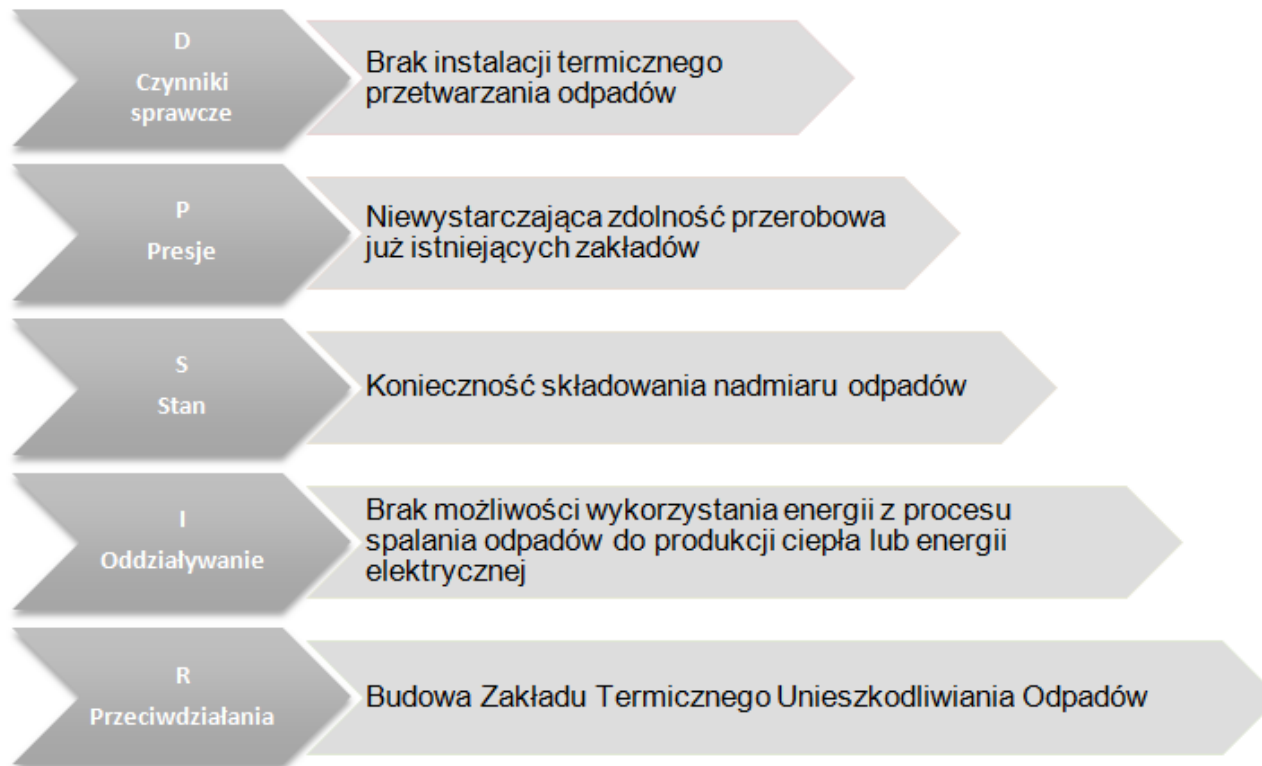 D
Czynniki
sprawcze
Brak instalacji termicznego
przetwarzania odpadów
P
Presje
Niewystarczająca zdolność przerobowa
już istniejących zakładów
S
Stan
Konieczność składowania nadmiaru odpadów
I
Oddziaływanie
Brak możliwości wykorzystania energii z procesu
spalania odpadów do produkcji ciepła lub energii
elektrycznej
R
Przeciwdziałania
Budowa Zakładu Termicznego Unieszkodliwiania Odpadów